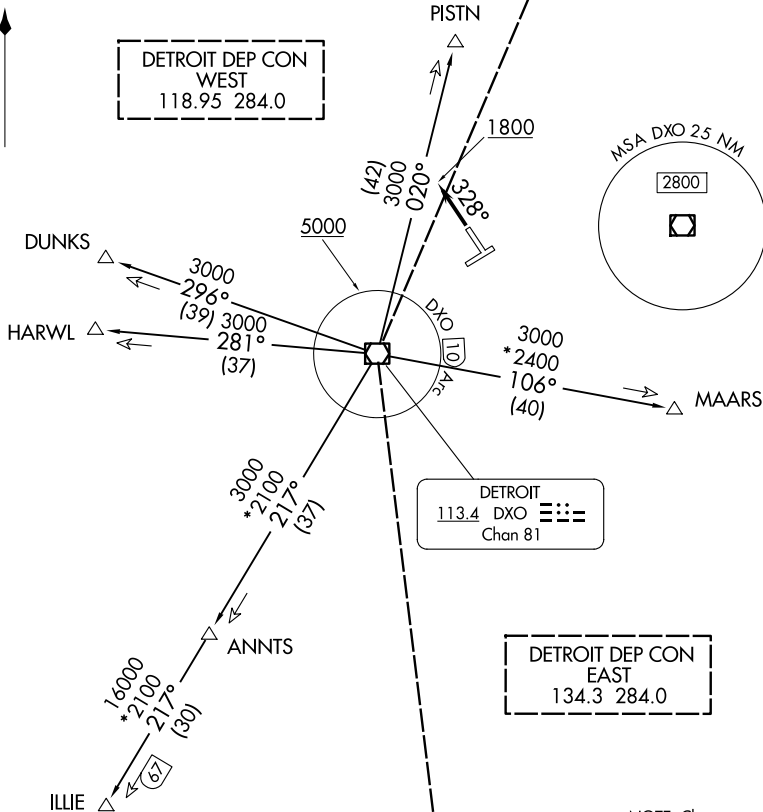 PISTN
DETROIT DEP CON
WEST
118.95 284.0
1800
MSA DXO 25 NM
2800
(42)
3000
020°
328°
5000
DUNKS
3000
296°
(39)
HARWL
3000
281°
(37)
DXO 10 Arc
3000
*2400
106°
(40)
MAARS
DETROIT
113.4 DXO
Chan 81
3000
*2100
217°
(37)
ANNTS
DETROIT DEP CON
EAST
134.3 284.0
16000
*2100
217°
(30)
67
ILLIE